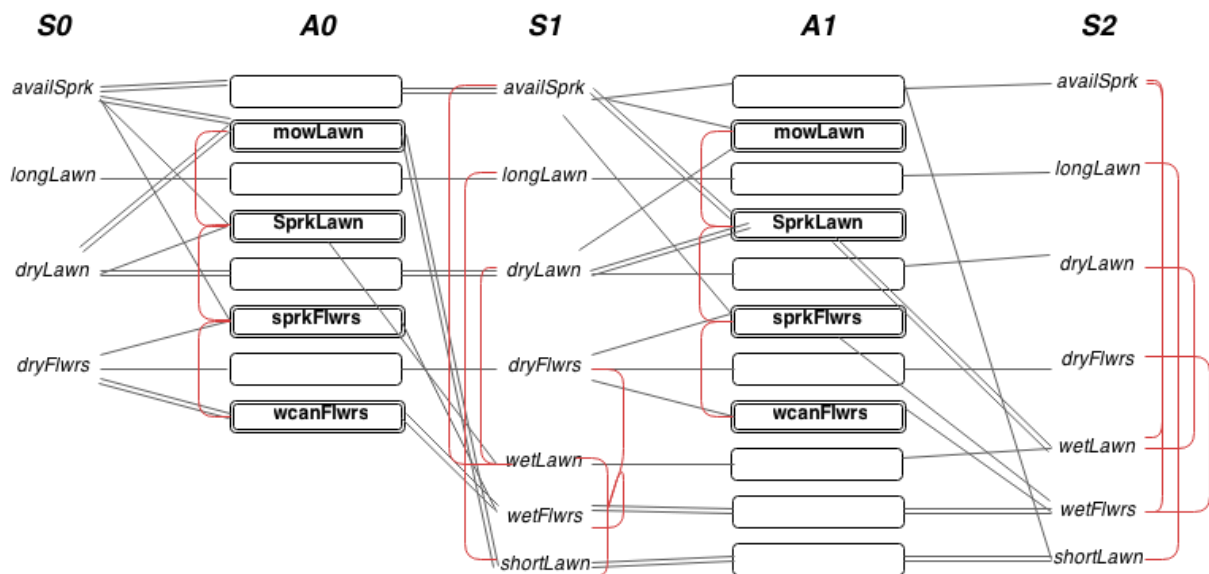 S0 A0 S1 A1 S2
availSprk availSprk availSprk
mowLawn mowLawn
longLawn longLawn longLawn
SprkLawn SprkLawn
dryLawn dryLawn dryLawn
sprkFlwrs sprkFlwrs
dryFlwrs dryFlwrs dryFlwrs
wcanFlwrs wcanFlwrs
wetLawn wetLawn
wetFlwrs wetFlwrs
shortLawn shortLawn